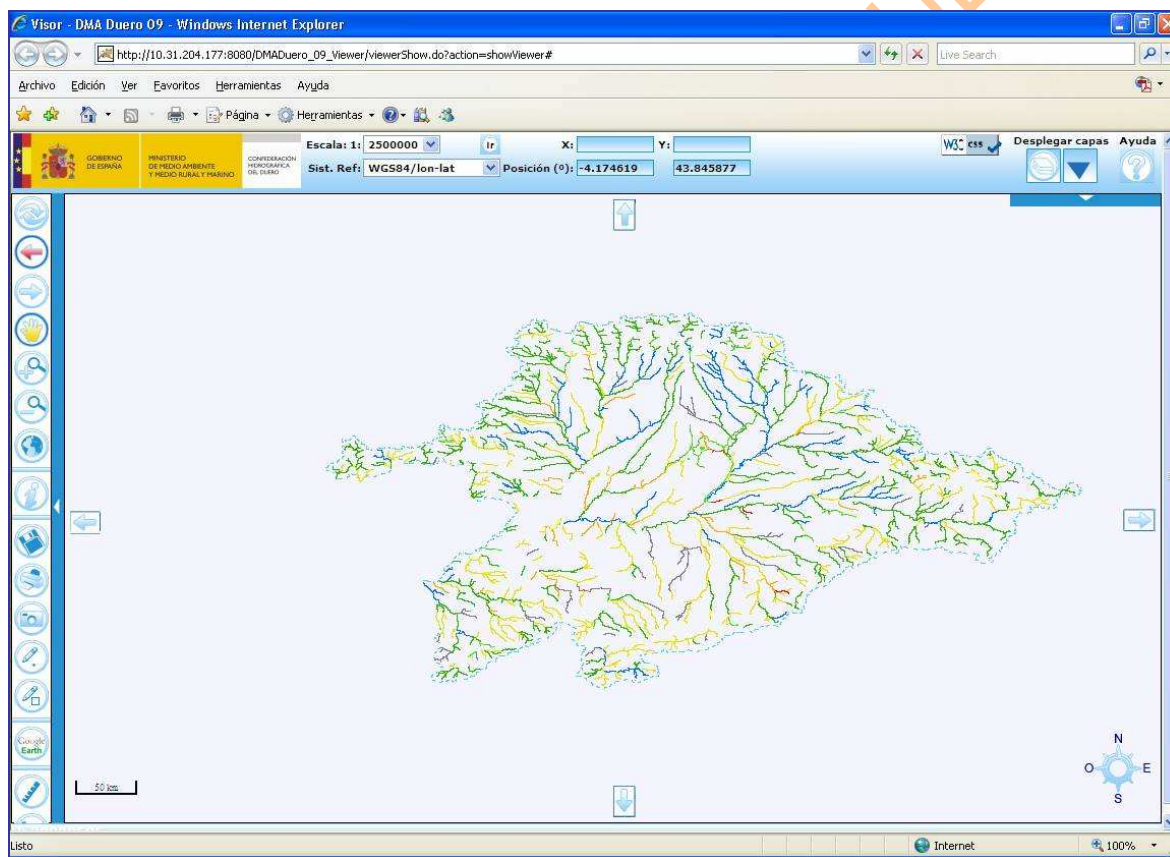 Visor - DMA Duero 09 - Windows Internet Explorer
http://10.31.204.177:8080/DMADuero_09_Viewer/viewerShow.do?action=showViewer#
Live Search
Archivo Edición Ver Favoritos Herramientas Ayuda
Página Herramientas
GOBIERNO DE ESPAÑA
MINISTERIO DE MEDIO AMBIENTE Y MEDIO RURAL Y MARINO
CONFEDERACIÓN HIDROGRÁFICA DEL DUERO
Escala: 1: 2500000 ir X: Y:
W3C css Desplegar capas Ayuda
Sist. Ref: WGS84/lon-lat Posición (º): -4.174619 43.845877
Google Earth
50 km
N
O E
S
Listo Internet 100%